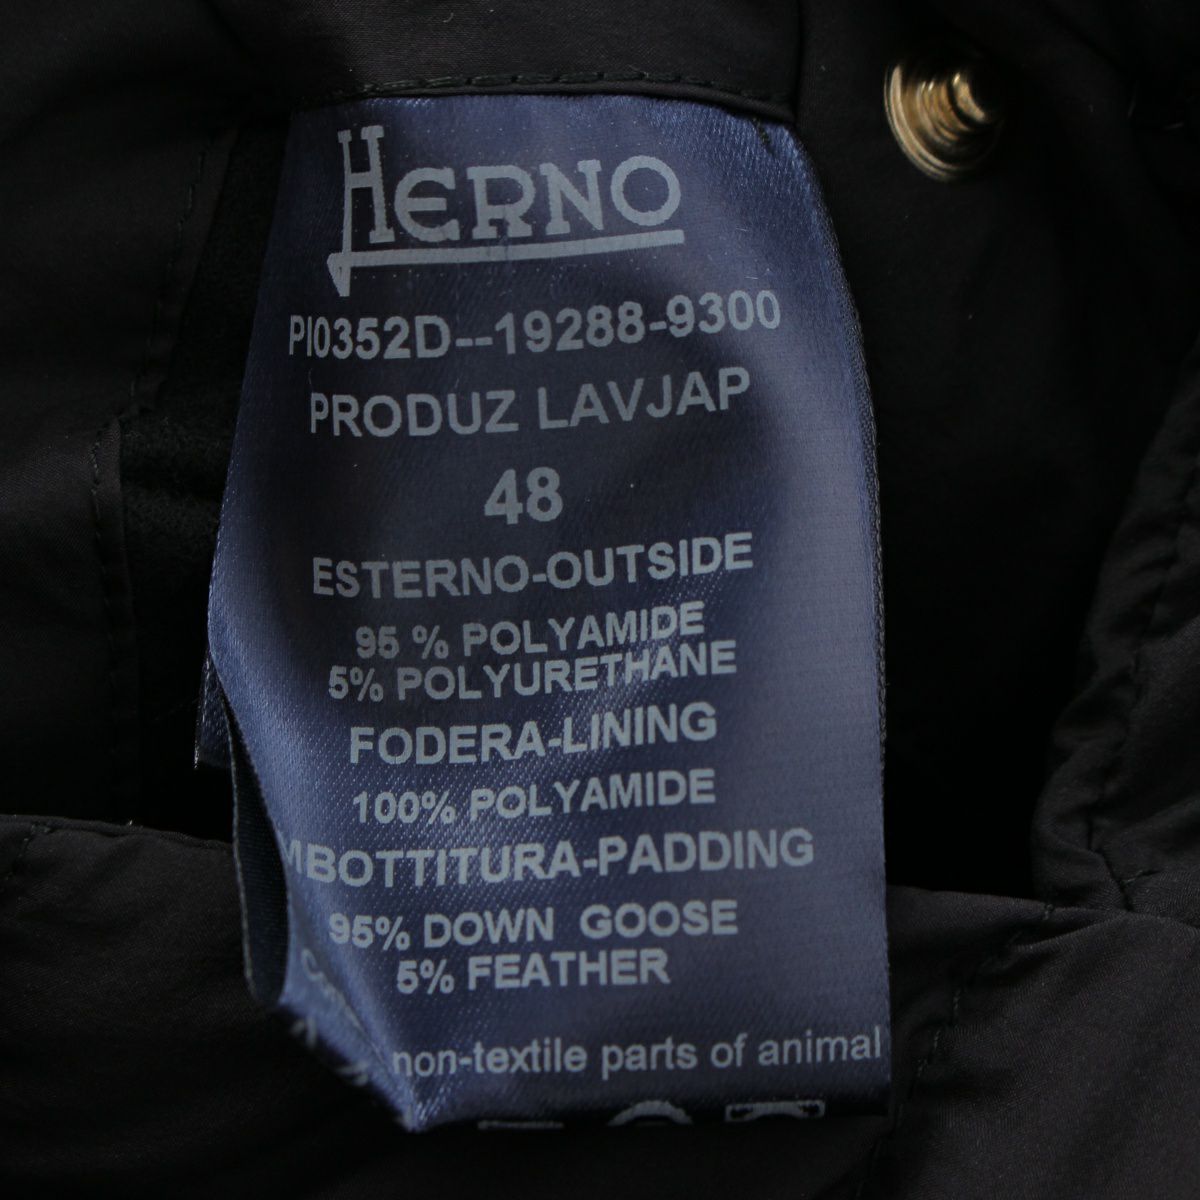 HERNO
PI0352D--19288-9300
PRODUZ LAVJAP
48
ESTERNO-OUTSIDE
95 % POLYAMIDE
5% POLYURETHANE
FODERA-LINING
100% POLYAMIDE
MBOTTITURA-PADDING
95% DOWN GOOSE
5% FEATHER
non-textile parts of animal